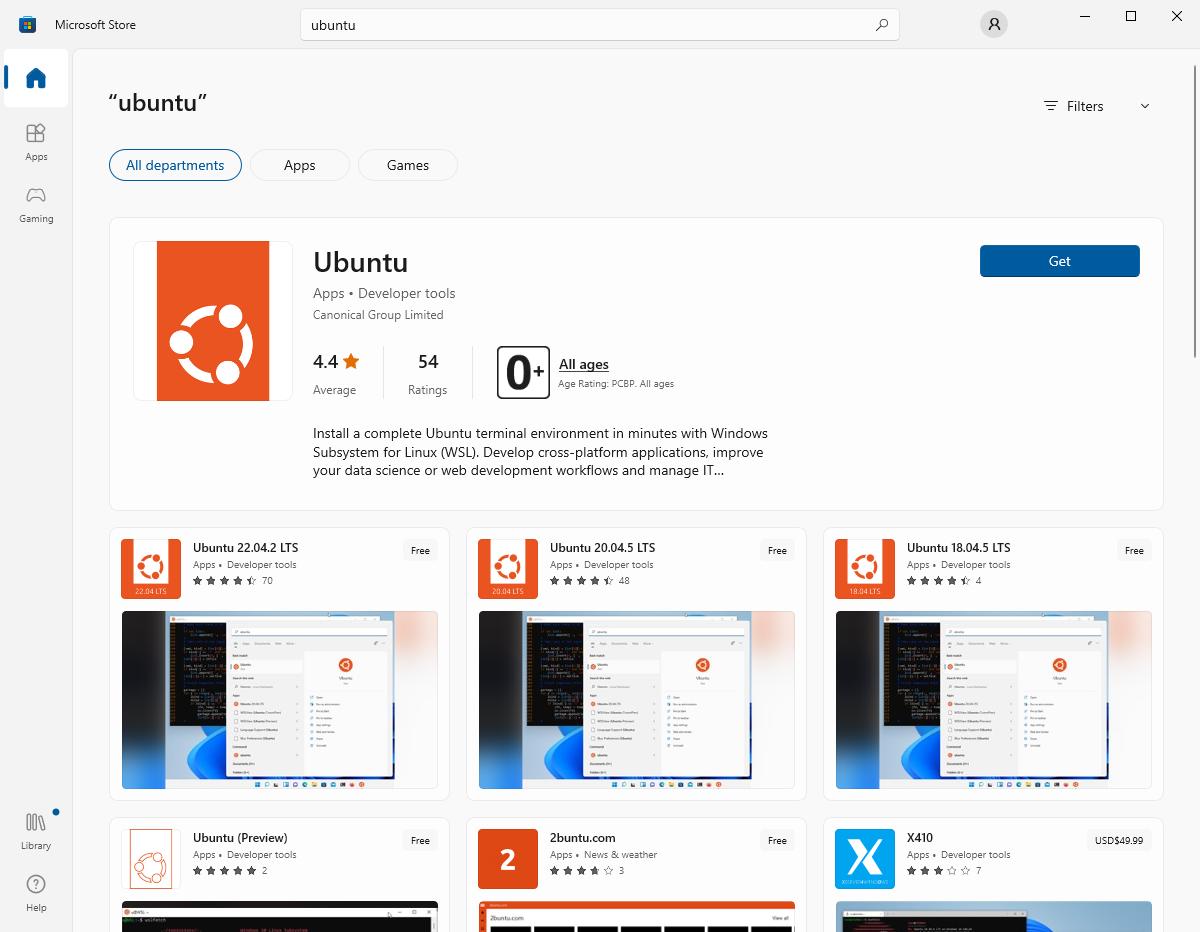 Microsoft Store
ubuntu
“ubuntu”
Filters
All departments
Apps
Games
Apps
Gaming
Library
Help
Ubuntu
Apps • Developer tools
Canonical Group Limited
Get
4.4
Average
54
Ratings
0+
All ages
Age Rating: PCBP. All ages
Install a complete Ubuntu terminal environment in minutes with Windows
Subsystem for Linux (WSL). Develop cross-platform applications, improve
your data science or web development workflows and manage IT...
Ubuntu 22.04.2 LTS
Apps • Developer tools
70
Free
22.04 LTS
Ubuntu 20.04.5 LTS
Apps • Developer tools
48
Free
20.04 LTS
Ubuntu 18.04.5 LTS
Apps • Developer tools
4
Free
18.04 LTS
Ubuntu (Preview)
Apps • Developer tools
2
Free
2
2buntu.com
Apps • News & weather
3
Free
2buntu.com
View all
X410
Apps • Developer tools
7
USD$49.99